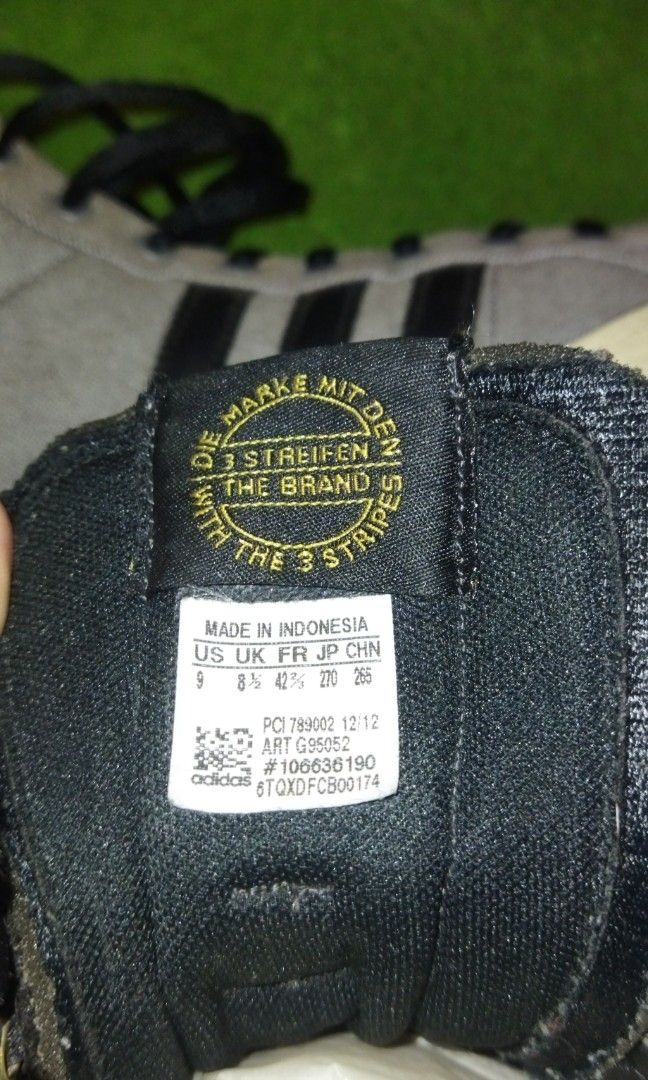 DIE MARKE MIT DEN
3 STREIFEN
THE BRAND
WITH THE 3 STRIPES
MADE IN INDONESIA
US UK FR JP CHN
9 8½ 42⅔ 270 265
PCI 789002 12/12
ART G95052
#106636190
6TQXDFCB00174
adidas